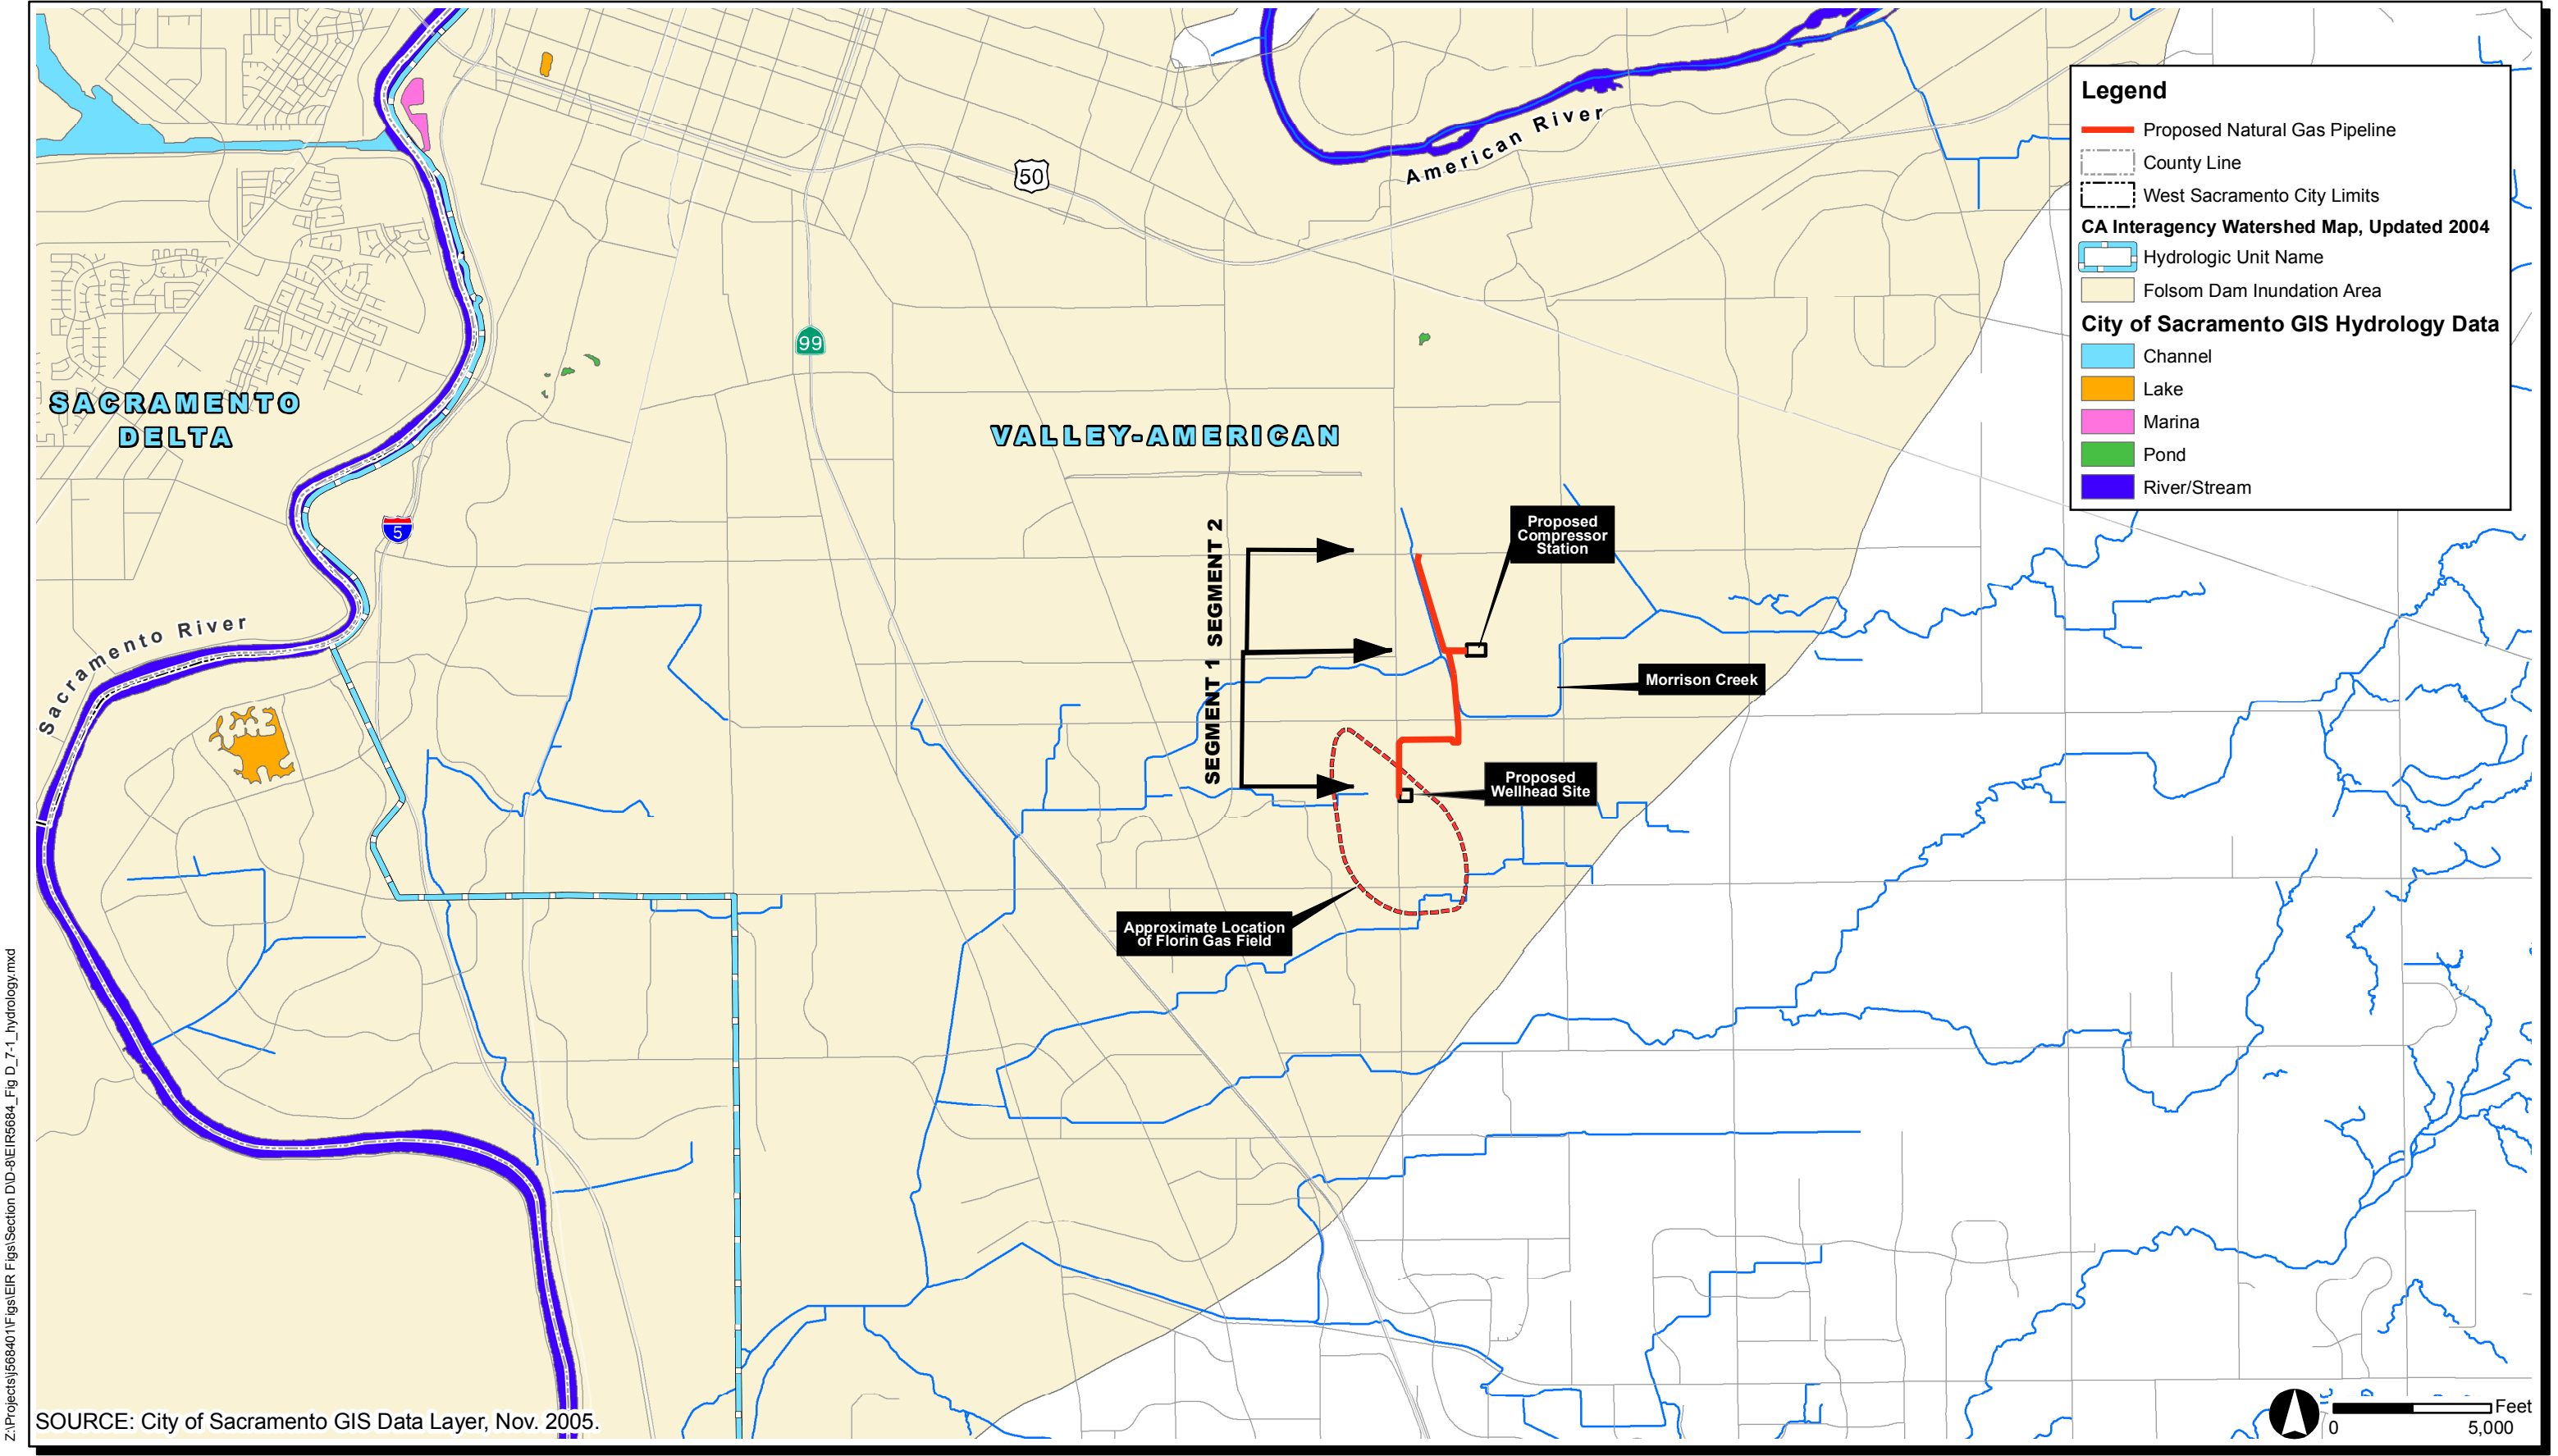 American River
50
99
5
SACRAMENTO
DELTA
VALLEY-AMERICAN
Sacramento River
SEGMENT 1 SEGMENT 2
Proposed
Compressor
Station
Morrison Creek
Proposed
Wellhead Site
Approximate Location
of Florin Gas Field
Legend
Proposed Natural Gas Pipeline
County Line
West Sacramento City Limits
CA Interagency Watershed Map, Updated 2004
Hydrologic Unit Name
Folsom Dam Inundation Area
City of Sacramento GIS Hydrology Data
Channel
Lake
Marina
Pond
River/Stream
Feet
0 5,000
SOURCE: City of Sacramento GIS Data Layer, Nov. 2005.
Z:\Projects\j568401\Figs\EIR Figs\Section D\D-8\EIR5684_Fig D_7-1_hydrology.mxd